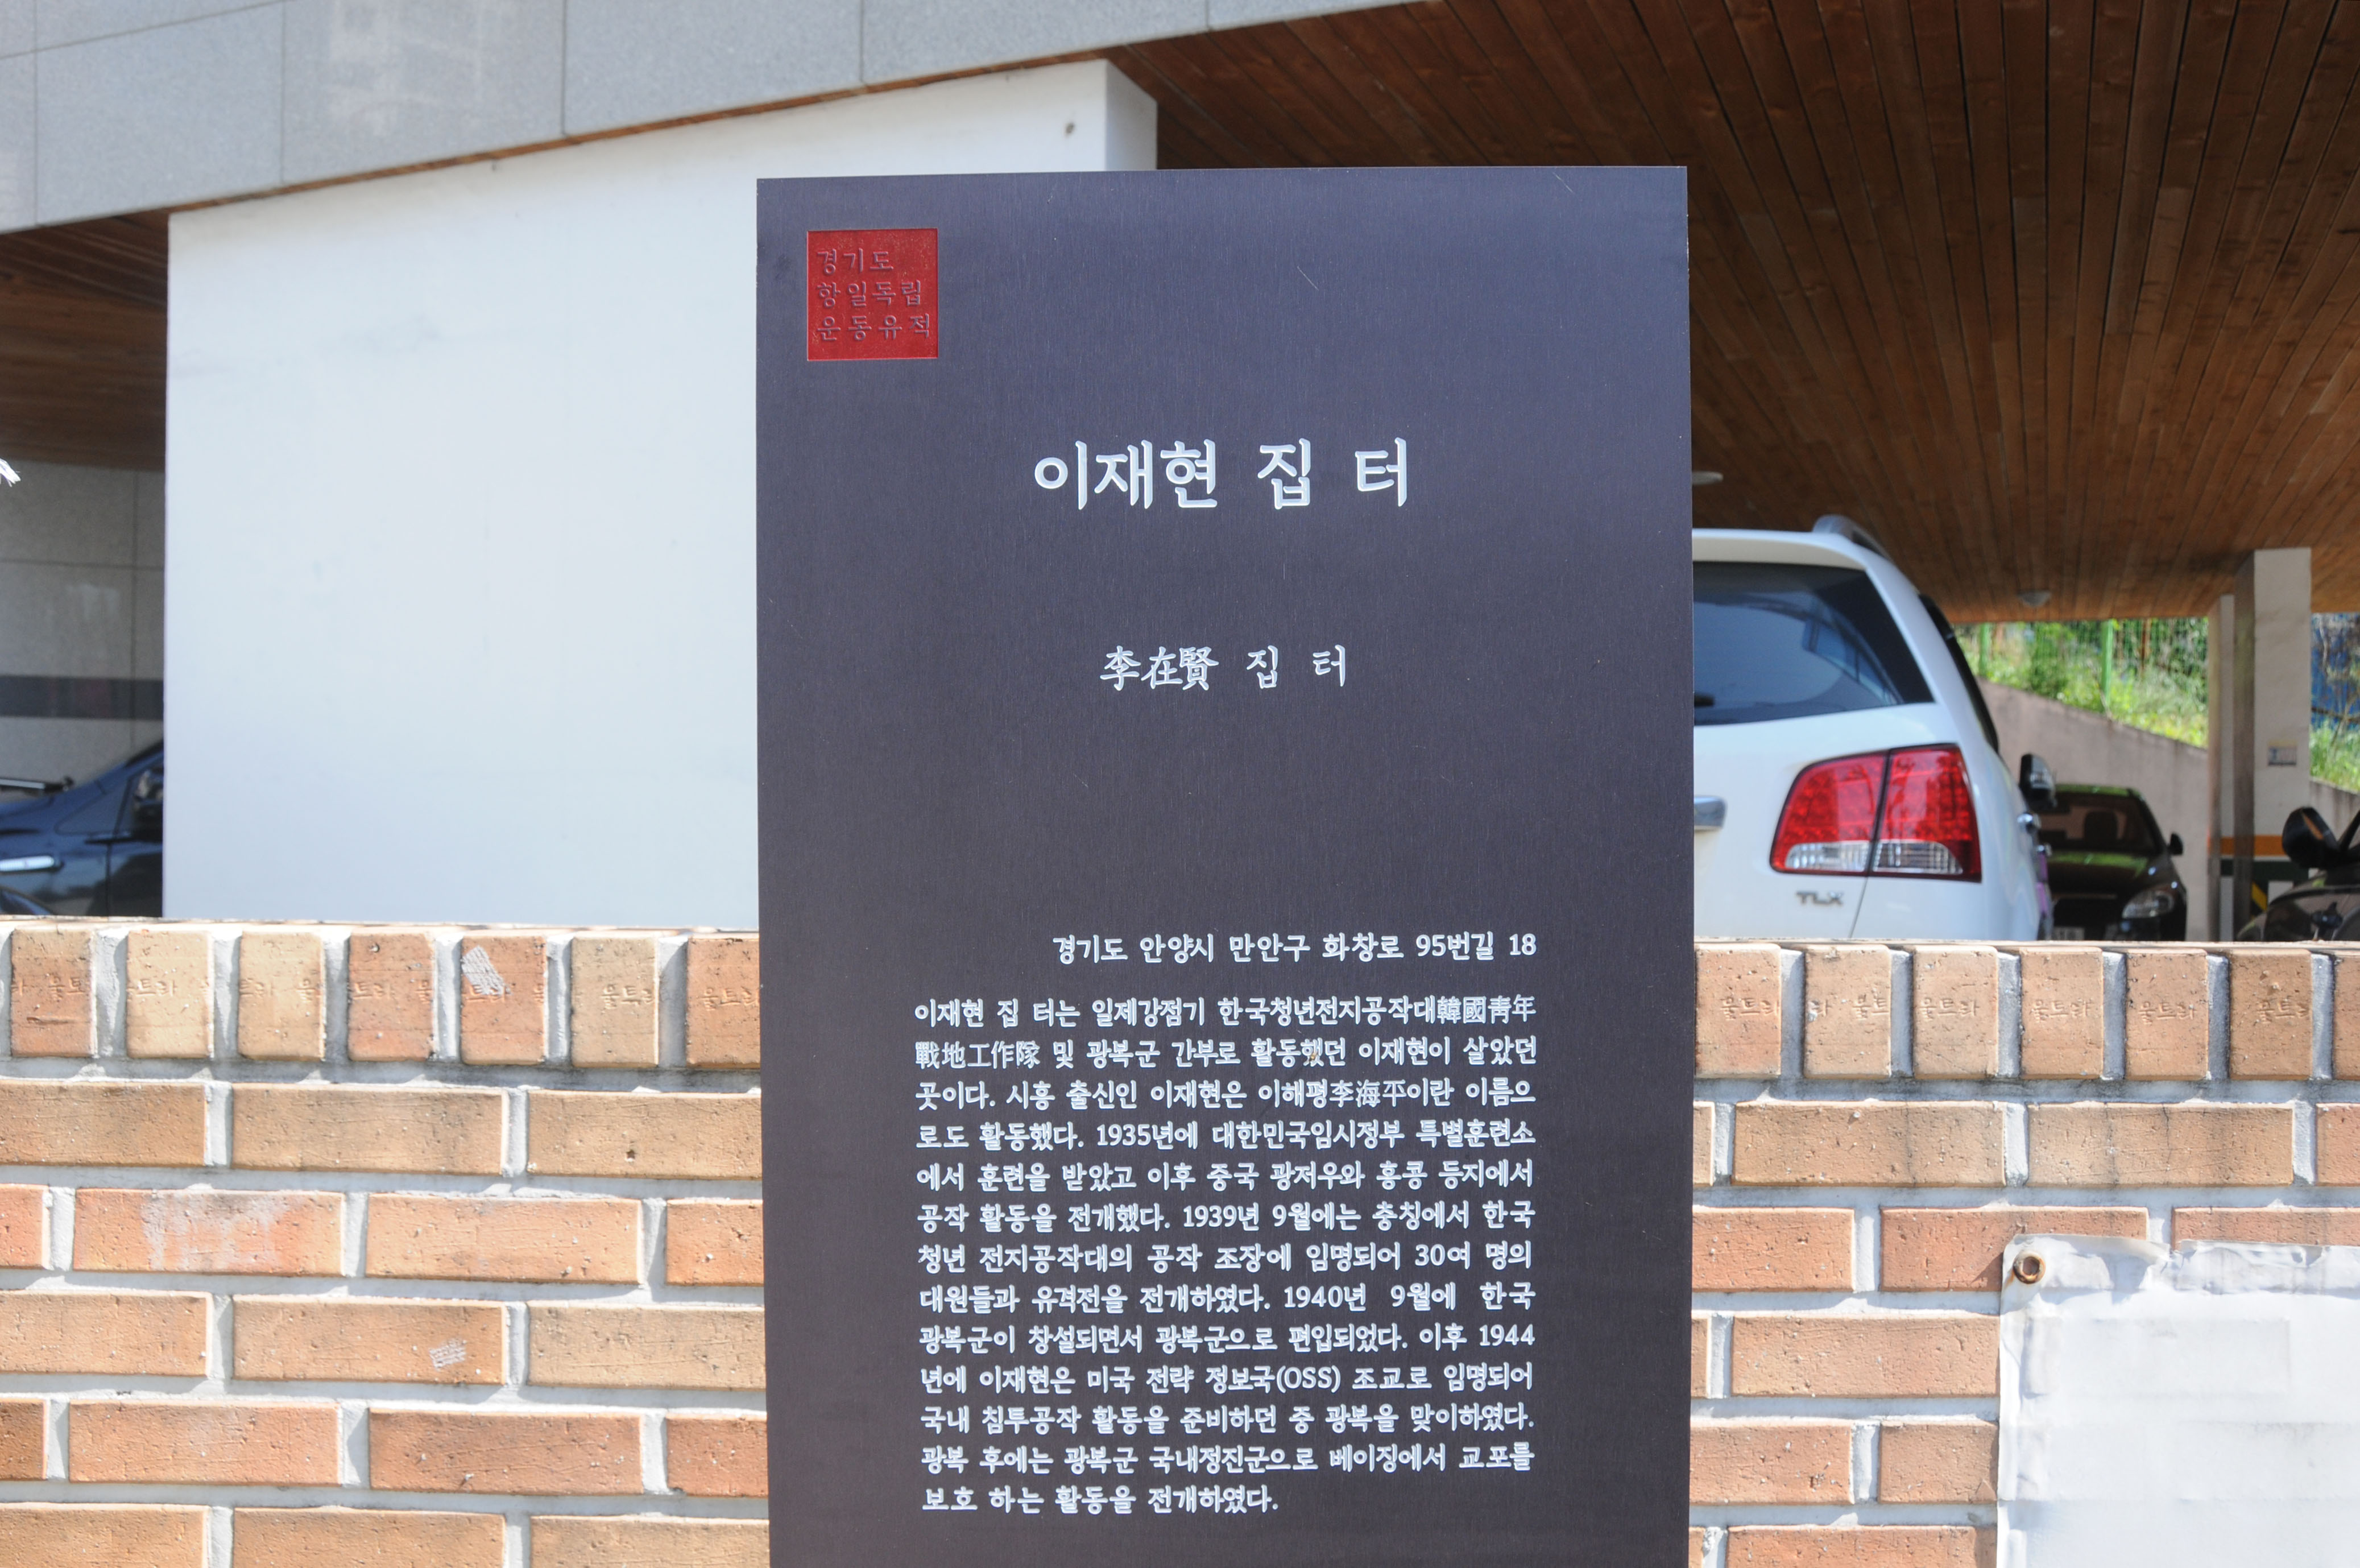 경기도
항일독립
운동유적
이재현 집 터
李在賢 집 터
경기도 안양시 만안구 화창로 95번길 18
이재현 집 터는 일제강점기 한국청년전지공작대韓國靑年
戰地工作隊 및 광복군 간부로 활동했던 이재현이 살았던
곳이다. 시흥 출신인 이재현은 이해평李海平이란 이름으
로도 활동했다. 1935년에 대한민국임시정부 특별훈련소
에서 훈련을 받았고 이후 중국 광저우와 홍콩 등지에서
공작 활동을 전개했다. 1939년 9월에는 충칭에서 한국
청년 전지공작대의 공작 조장에 임명되어 30여 명의
대원들과 유격전을 전개하였다. 1940년 9월에 한국
광복군이 창설되면서 광복군으로 편입되었다. 이후 1944
년에 이재현은 미국 전략 정보국(OSS) 조교로 임명되어
국내 침투공작 활동을 준비하던 중 광복을 맞이하였다.
광복 후에는 광복군 국내정진군으로 베이징에서 교포를
보호 하는 활동을 전개하였다.
TLX